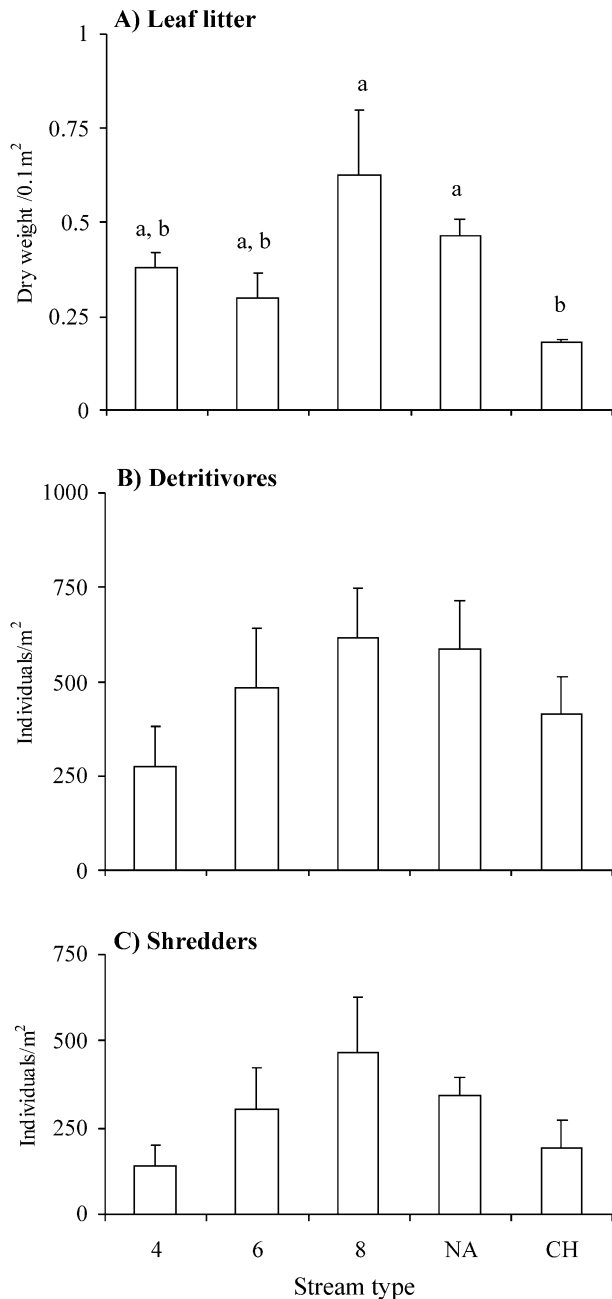 A) Leaf litter
1
0.75
0.5
0.25
0
Dry weight /0.1m²
a, b
a, b
a
a
b
B) Detritivores
1000
750
500
250
0
Individuals/m²
C) Shredders
750
500
250
0
Individuals/m²
4 6 8 NA CH
Stream type